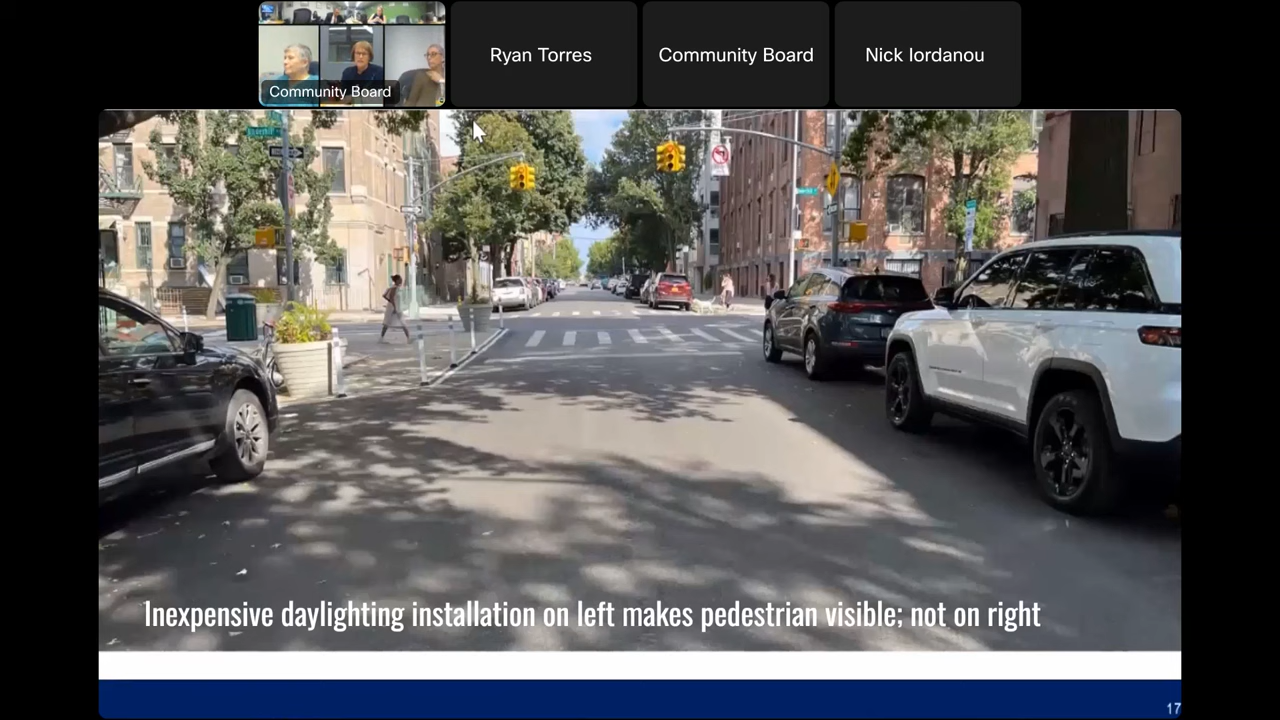 Community Board
Ryan Torres
Community Board
Nick Iordanou
Inexpensive daylighting installation on left makes pedestrian visible; not on right
17